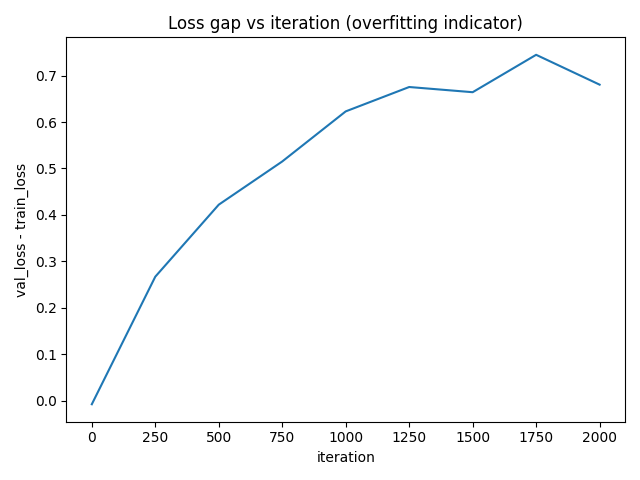 Loss gap vs iteration (overfitting indicator)
val_loss - train_loss
0.7
0.6
0.5
0.4
0.3
0.2
0.1
0.0
0 250 500 750 1000 1250 1500 1750 2000
iteration